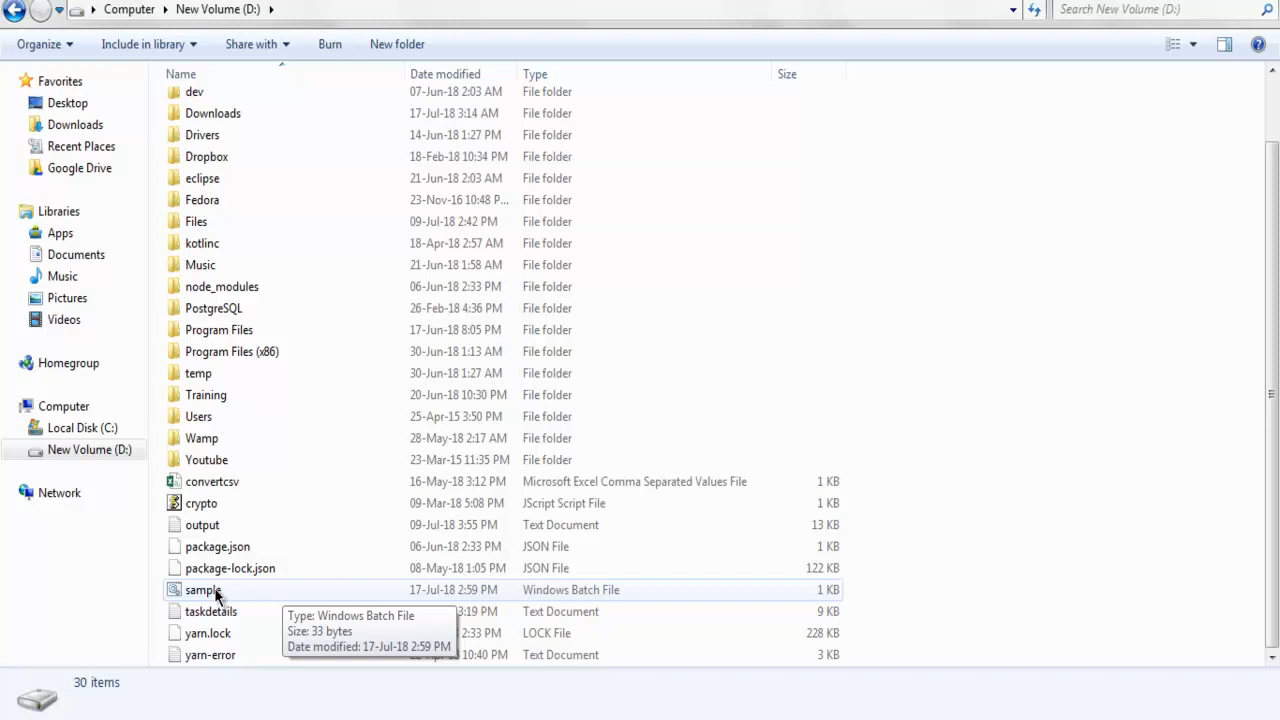 Computer New Volume (D:) Search New Volume (D:)
Organize Include in library Share with Burn New folder
Favorites
Desktop
Downloads
Recent Places
Google Drive
Libraries
Apps
Documents
Music
Pictures
Videos
Homegroup
Computer
Local Disk (C:)
New Volume (D:)
Network
Name Date modified Type Size
dev 07-Jun-18 2:03 AM File folder
Downloads 17-Jul-18 3:14 AM File folder
Drivers 14-Jun-18 1:27 PM File folder
Dropbox 18-Feb-18 10:34 PM File folder
eclipse 21-Jun-18 2:03 AM File folder
Fedora 23-Nov-16 10:48 P... File folder
Files 09-Jul-18 2:42 PM File folder
kotlinc 18-Apr-18 2:57 AM File folder
Music 21-Jun-18 1:58 AM File folder
node_modules 06-Jun-18 2:33 PM File folder
PostgreSQL 26-Feb-18 4:36 PM File folder
Program Files 17-Jun-18 8:05 PM File folder
Program Files (x86) 30-Jun-18 1:13 AM File folder
temp 30-Jun-18 1:27 AM File folder
Training 20-Jun-18 10:30 PM File folder
Users 25-Apr-15 3:50 PM File folder
Wamp 28-May-18 2:17 AM File folder
Youtube 23-Mar-15 11:35 PM File folder
convertcsv 16-May-18 3:12 PM Microsoft Excel Comma Separated Values File 1 KB
crypto 09-Mar-18 5:08 PM JScript Script File 1 KB
output 09-Jul-18 3:55 PM Text Document 13 KB
package.json 06-Jun-18 2:33 PM JSON File 1 KB
package-lock.json 08-May-18 1:05 PM JSON File 122 KB
sample 17-Jul-18 2:59 PM Windows Batch File 1 KB
taskdetails 3:19 PM Text Document 9 KB
yarn.lock 2:33 PM LOCK File 228 KB
yarn-error 10:40 PM Text Document 3 KB
Type: Windows Batch File
Size: 33 bytes
Date modified: 17-Jul-18 2:59 PM
30 items